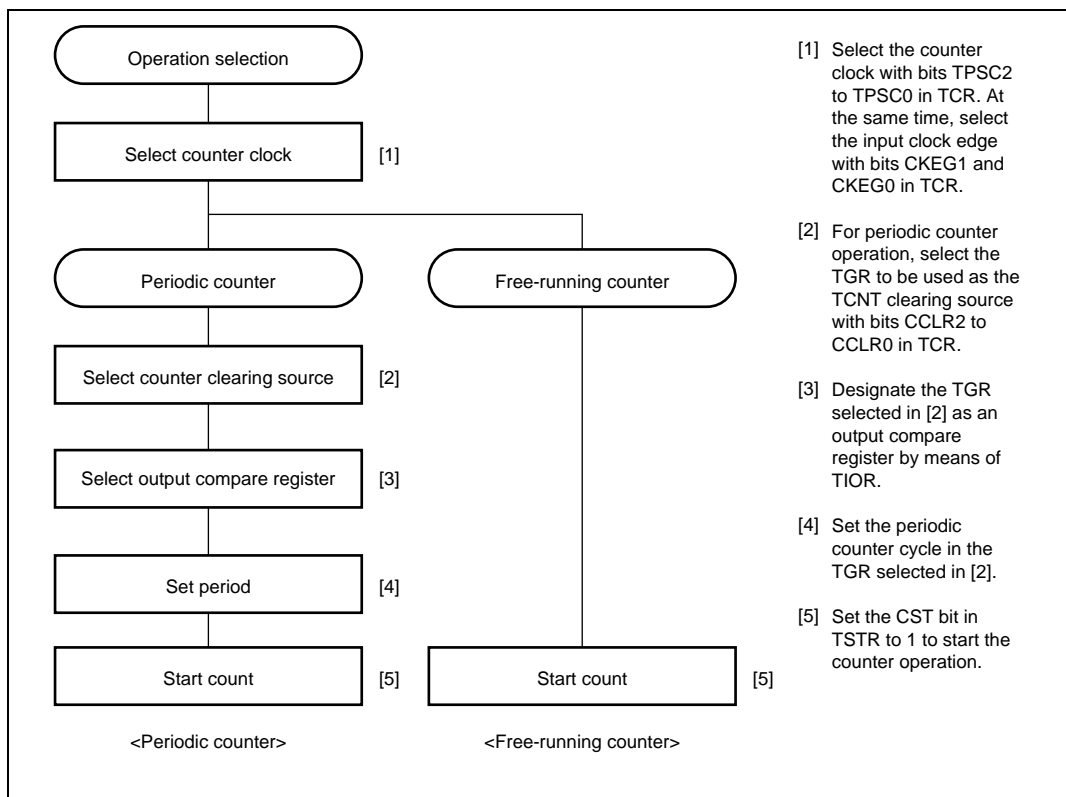 Operation selection
Select counter clock [1]
Periodic counter Free-running counter
Select counter clearing source [2]
Select output compare register [3]
Set period [4]
Start count [5] Start count [5]
<Periodic counter> <Free-running counter>
[1] Select the counter
clock with bits TPSC2
to TPSC0 in TCR. At
the same time, select
the input clock edge
with bits CKEG1 and
CKEG0 in TCR.
[2] For periodic counter
operation, select the
TGR to be used as the
TCNT clearing source
with bits CCLR2 to
CCLR0 in TCR.
[3] Designate the TGR
selected in [2] as an
output compare
register by means of
TIOR.
[4] Set the periodic
counter cycle in the
TGR selected in [2].
[5] Set the CST bit in
TSTR to 1 to start the
counter operation.